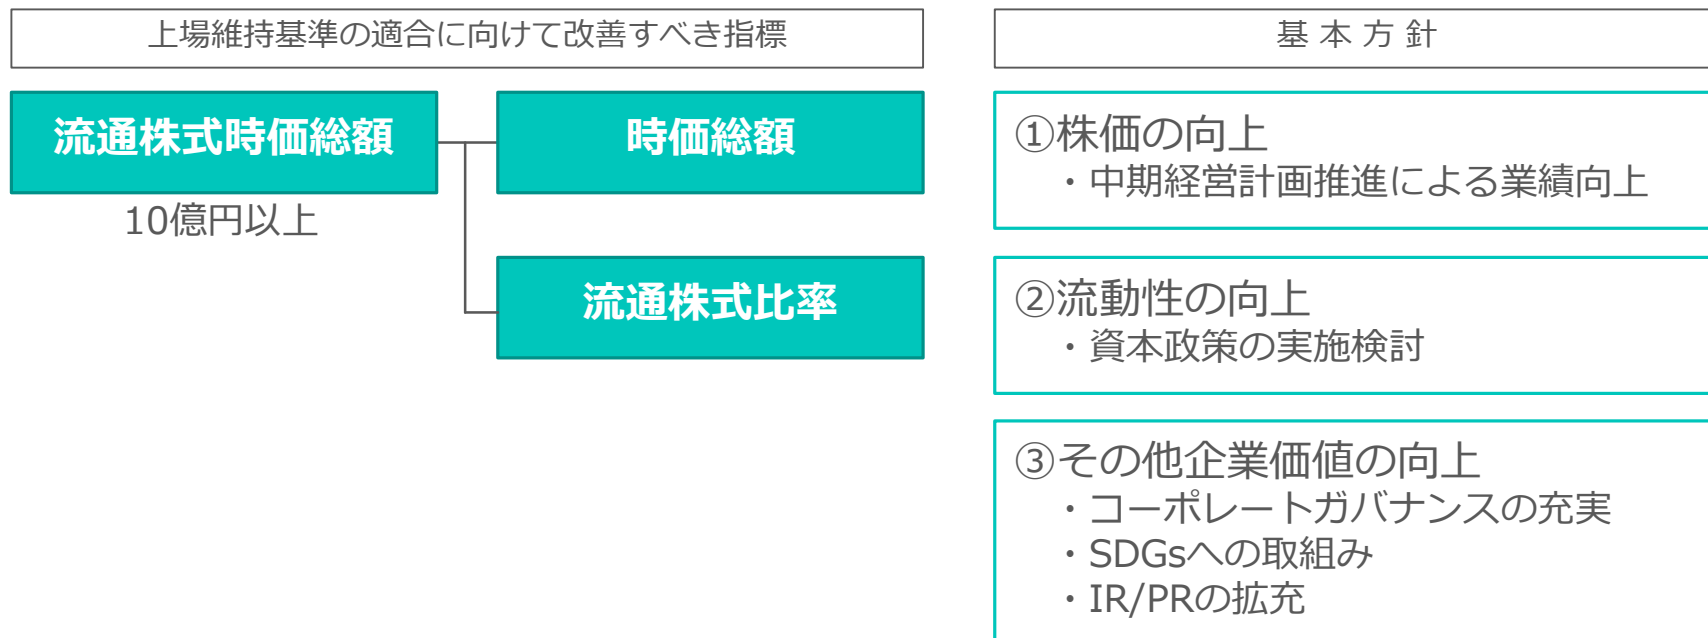 上場維持基準の適合に向けて改善すべき指標
流通株式時価総額
10億円以上
時価総額
流通株式比率
基 本 方 針
①株価の向上
・中期経営計画推進による業績向上
②流動性の向上
・資本政策の実施検討
③その他企業価値の向上
・コーポレートガバナンスの充実
・SDGsへの取組み
・IR/PRの拡充